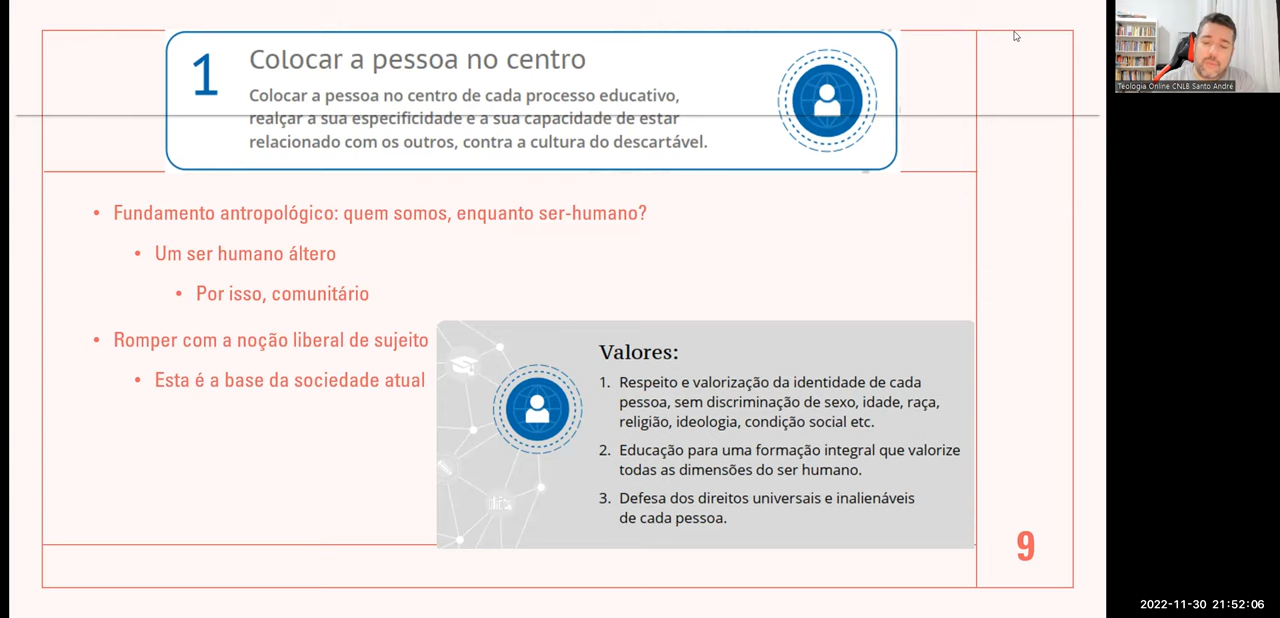 1
Colocar a pessoa no centro
Colocar a pessoa no centro de cada processo educativo,
realçar a sua especificidade e a sua capacidade de estar
relacionado com os outros, contra a cultura do descartável.
Teologia Online CNLB Santo André
• Fundamento antropológico: quem somos, enquanto ser-humano?
• Um ser humano áltero
• Por isso, comunitário
• Romper com a noção liberal de sujeito
• Esta é a base da sociedade atual
Valores:
1. Respeito e valorização da identidade de cada
pessoa, sem discriminação de sexo, idade, raça,
religião, ideologia, condição social etc.
2. Educação para uma formação integral que valorize
todas as dimensões do ser humano.
3. Defesa dos direitos universais e inalienáveis
de cada pessoa.
9
2022-11-30 21:52:06